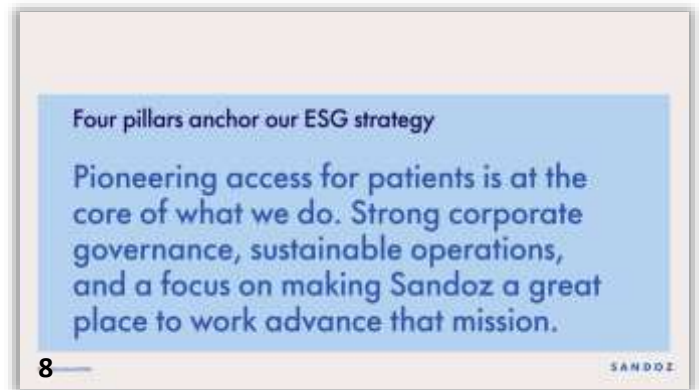 Four pillars anchor our ESG strategy
Pioneering access for patients is at the
core of what we do. Strong corporate
governance, sustainable operations,
and a focus on making Sandoz a great
place to work advance that mission.
8
SANDOZ